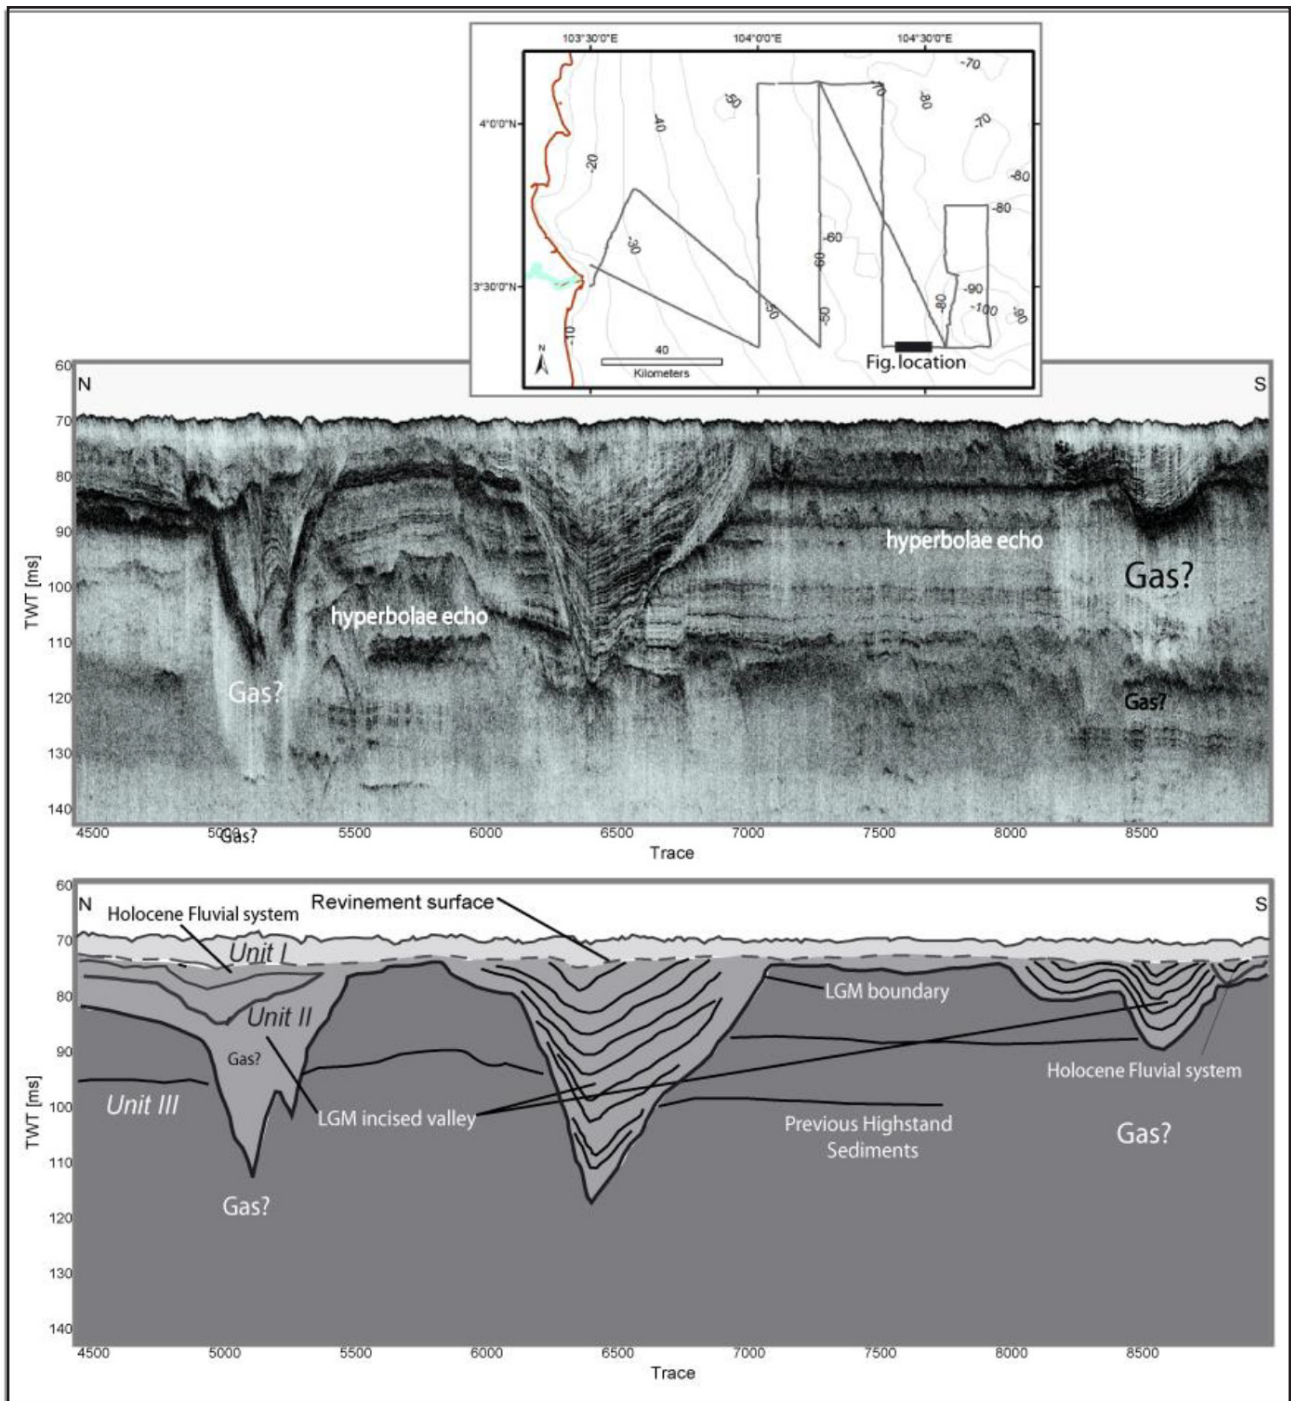 103°30'0"E 104°0'0"E 104°30'0"E
-70
-50
-70
-80
-40
-70
4°0'0"N
-20
-80
-80
-30
-60
-60
3°30'0"N
-90
-80
-100
-90
-50
-50
-10
N
40
Kilometers
Fig. location
60
N
S
70
80
90
hyperbolae echo
Gas?
100
hyperbolae echo
TWT [ms]
110
Gas?
120
Gas?
130
140
4500 5000 5500 6000 6500 7000 7500 8000 8500
Gas?
Trace
60
N
Revinement surface
S
Holocene Fluvial system
70
Unit I
80
LGM boundary
Unit II
90
Gas?
Holocene Fluvial system
Unit III
100
LGM incised valley
Previous Highstand
Sediments
Gas?
TWT [ms]
110
Gas?
120
130
140
4500 5000 5500 6000 6500 7000 7500 8000 8500
Trace